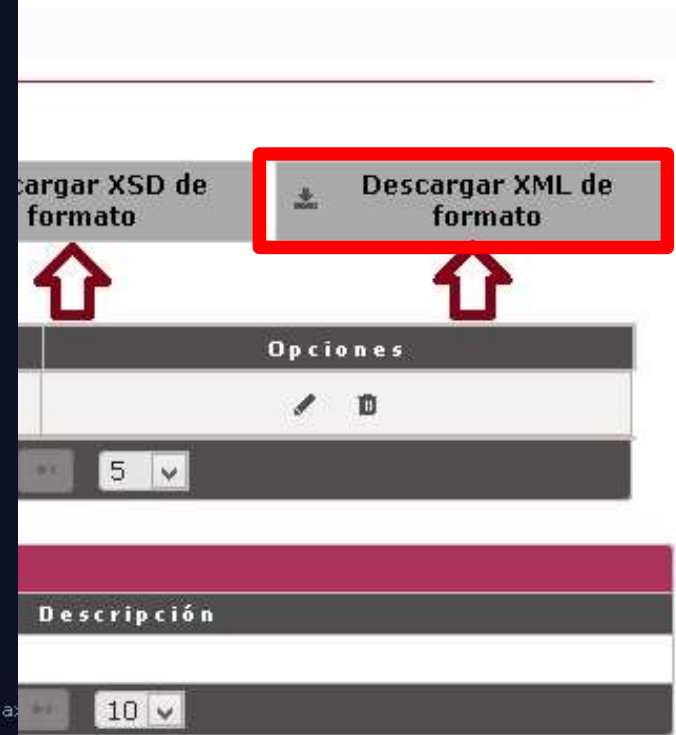 cargar XSD de
formato
Descargar XML de
formato
Opciones
5
Descripción
10